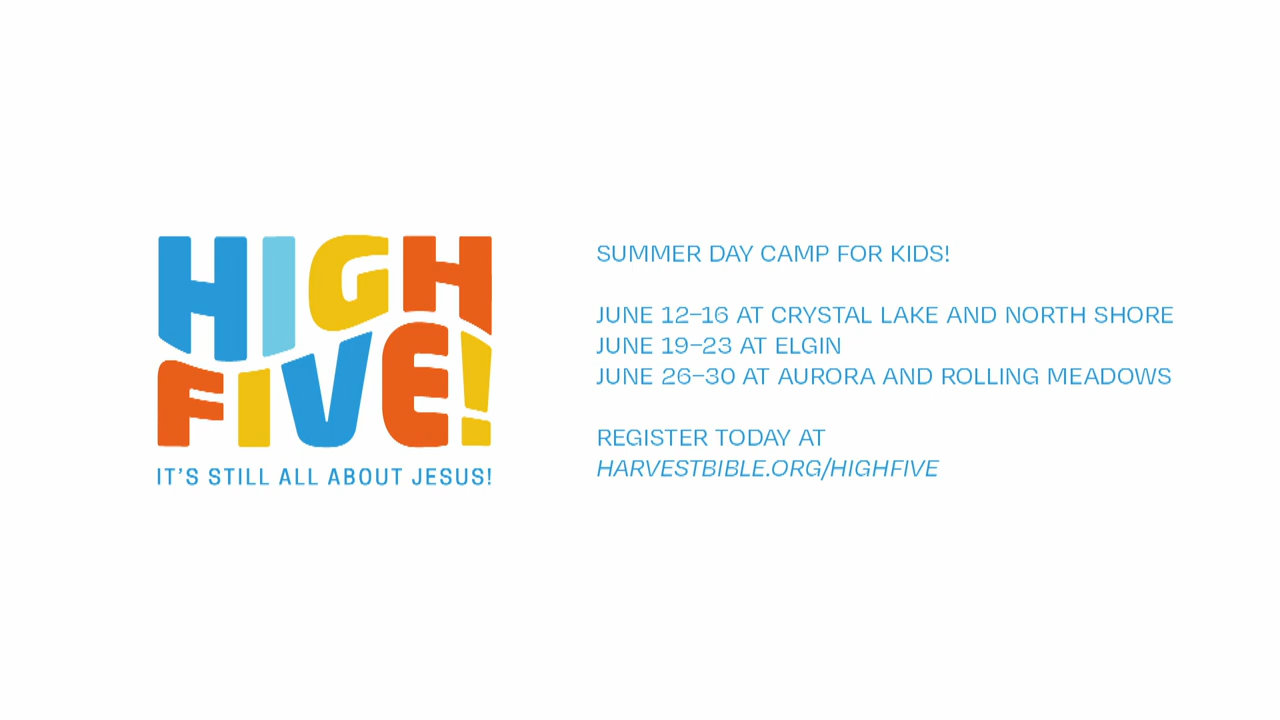 HIGH
FIVE!
IT'S STILL ALL ABOUT JESUS!
SUMMER DAY CAMP FOR KIDS!
JUNE 12–16 AT CRYSTAL LAKE AND NORTH SHORE
JUNE 19–23 AT ELGIN
JUNE 26–30 AT AURORA AND ROLLING MEADOWS
REGISTER TODAY AT
HARVESTBIBLE.ORG/HIGHFIVE